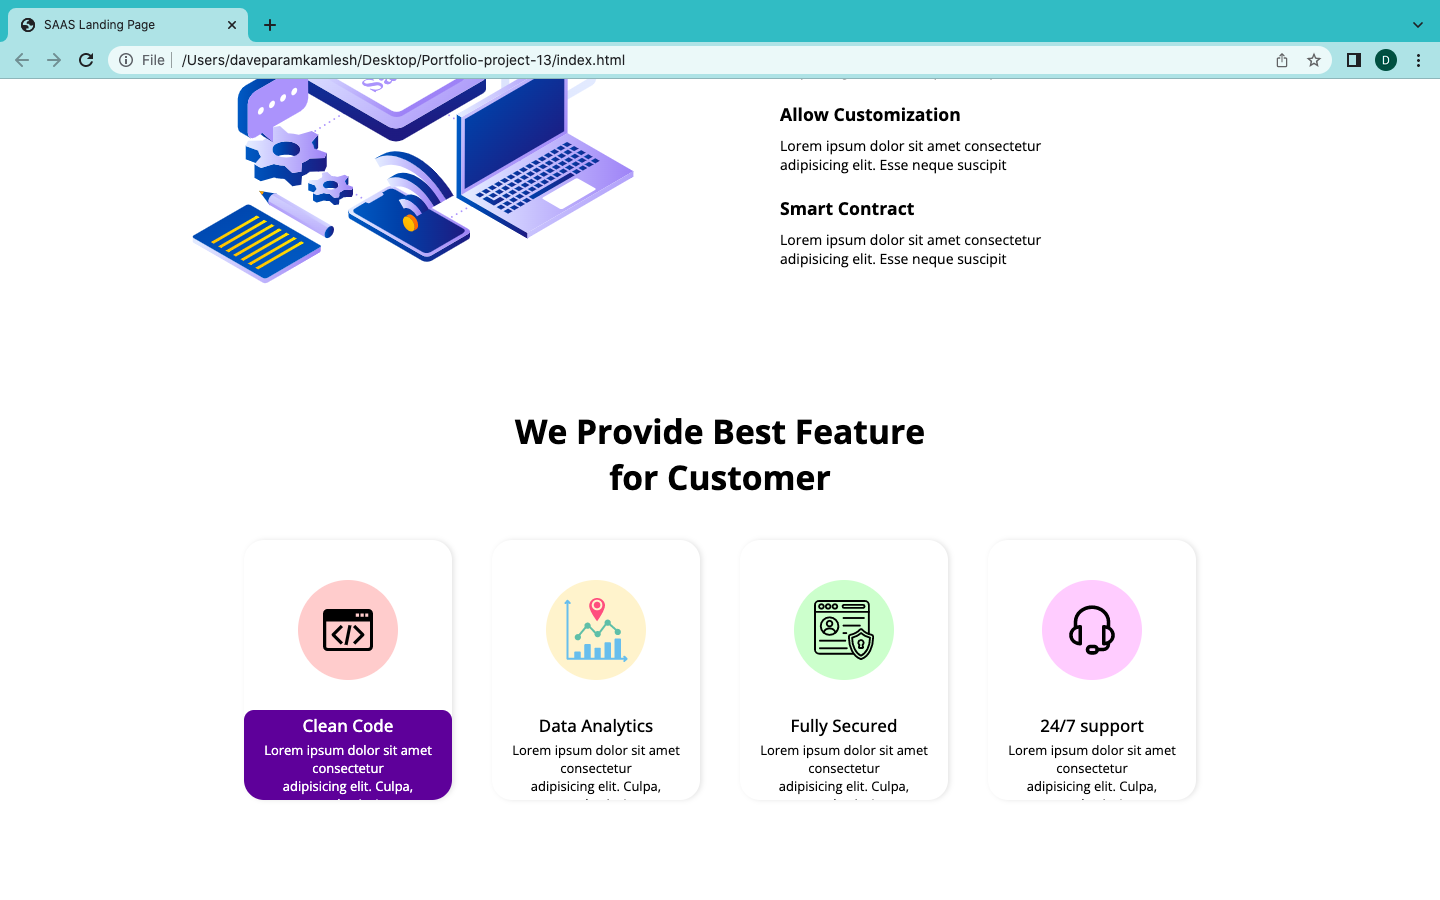 SAAS Landing Page
File /Users/daveparamkamlesh/Desktop/Portfolio-project-13/index.html
D
Allow Customization
Lorem ipsum dolor sit amet consectetur
adipisicing elit. Esse neque suscipit
Smart Contract
Lorem ipsum dolor sit amet consectetur
adipisicing elit. Esse neque suscipit
We Provide Best Feature
for Customer
Clean Code
Lorem ipsum dolor sit amet
consectetur
adipisicing elit. Culpa,
Data Analytics
Lorem ipsum dolor sit amet
consectetur
adipisicing elit. Culpa,
Fully Secured
Lorem ipsum dolor sit amet
consectetur
adipisicing elit. Culpa,
24/7 support
Lorem ipsum dolor sit amet
consectetur
adipisicing elit. Culpa,